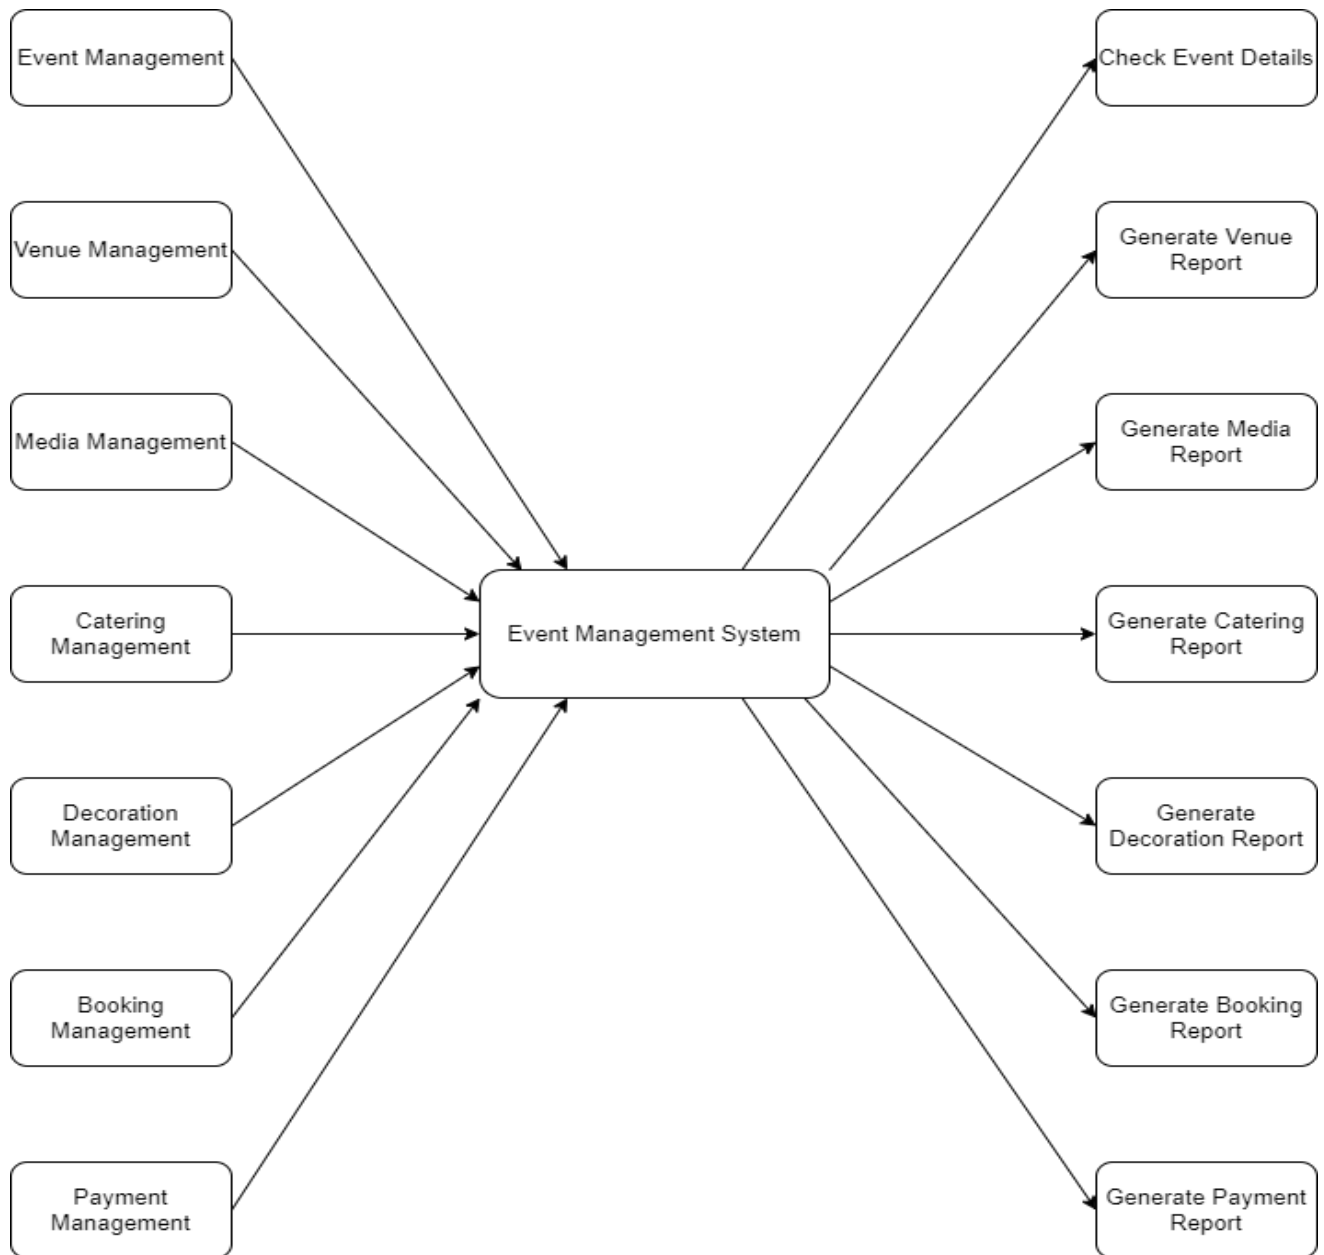 Event Management
Check Event Details
Venue Management
Generate Venue
Report
Media Management
Generate Media
Report
Catering
Management
Event Management System
Generate Catering
Report
Decoration
Management
Generate
Decoration Report
Booking
Management
Generate Booking
Report
Payment
Management
Generate Payment
Report